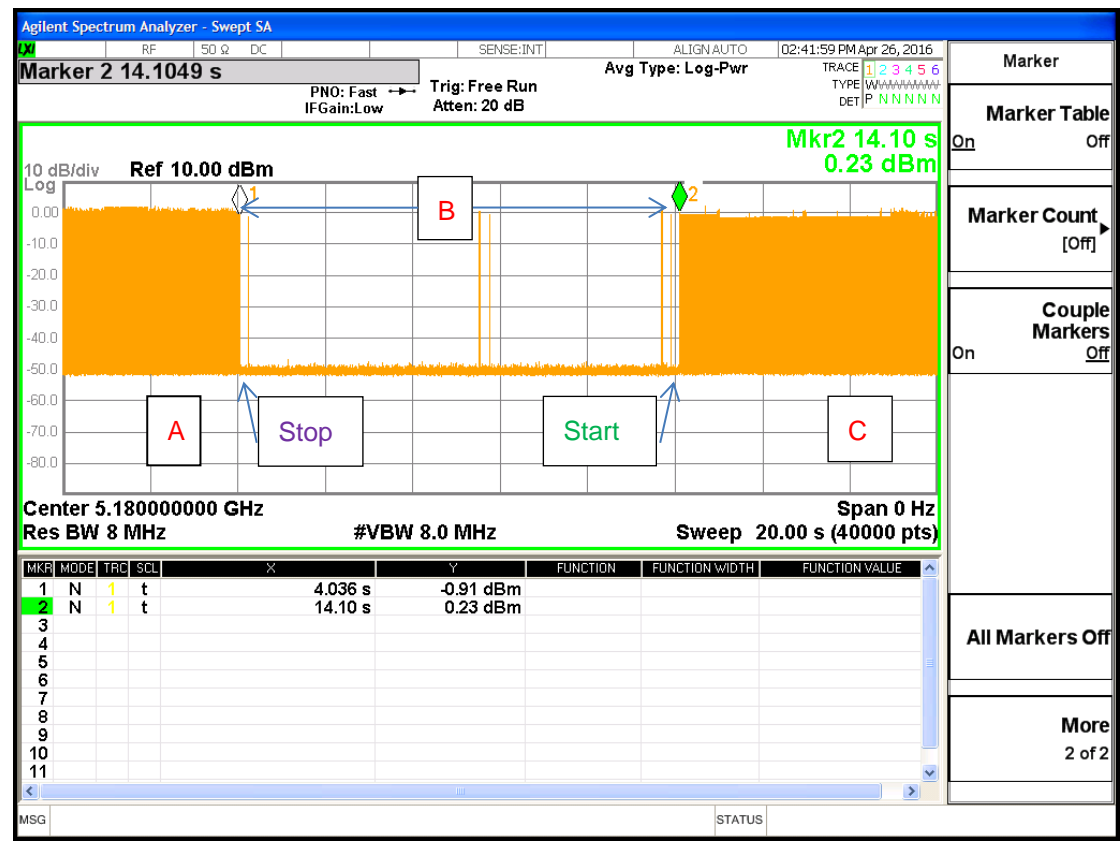 Agilent Spectrum Analyzer - Swept SA
LXI RF 50 Ω DC SENSE:INT ALIGN AUTO 02:41:59 PM Apr 26, 2016
Marker 2 14.1049 s
PNO: Fast
IFGain:Low
Trig: Free Run
Atten: 20 dB
Avg Type: Log-Pwr
TRACE 1 2 3 4 5 6
TYPE WWWWWW
DET P N N N N N
Mkr2 14.10 s
0.23 dBm
10 dB/div Ref 10.00 dBm
Log
1
2
B
0.00
-10.0
-20.0
-30.0
-40.0
-50.0
-60.0
-70.0
-80.0
A
Stop
Start
C
Center 5.180000000 GHz Span 0 Hz
Res BW 8 MHz #VBW 8.0 MHz Sweep 20.00 s (40000 pts)
MKR MODE TRC SCL X Y FUNCTION FUNCTION WIDTH FUNCTION VALUE
1 N 1 t 4.036 s -0.91 dBm
2 N 1 t 14.10 s 0.23 dBm
3
4
5
6
7
8
9
10
11
MSG STATUS
Marker
Marker Table
On Off
Marker Count
[Off]
Couple
Markers
On Off
All Markers Off
More
2 of 2